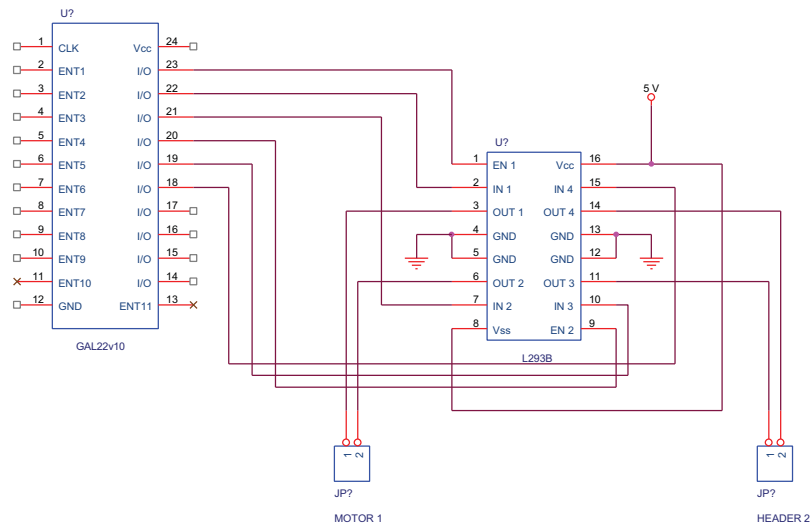 U?
1 CLK Vcc 24
2 ENT1 I/O 23
3 ENT2 I/O 22
4 ENT3 I/O 21
5 ENT4 I/O 20
6 ENT5 I/O 19
7 ENT6 I/O 18
8 ENT7 I/O 17
9 ENT8 I/O 16
10 ENT9 I/O 15
11 ENT10 I/O 14
12 GND ENT11 13
GAL22v10
5 V
U?
1 EN 1 Vcc 16
2 IN 1 IN 4 15
3 OUT 1 OUT 4 14
4 GND GND 13
5 GND GND 12
6 OUT 2 OUT 3 11
7 IN 2 IN 3 10
8 Vss EN 2 9
L293B
1 2
JP?
MOTOR 1
1 2
JP?
HEADER 2